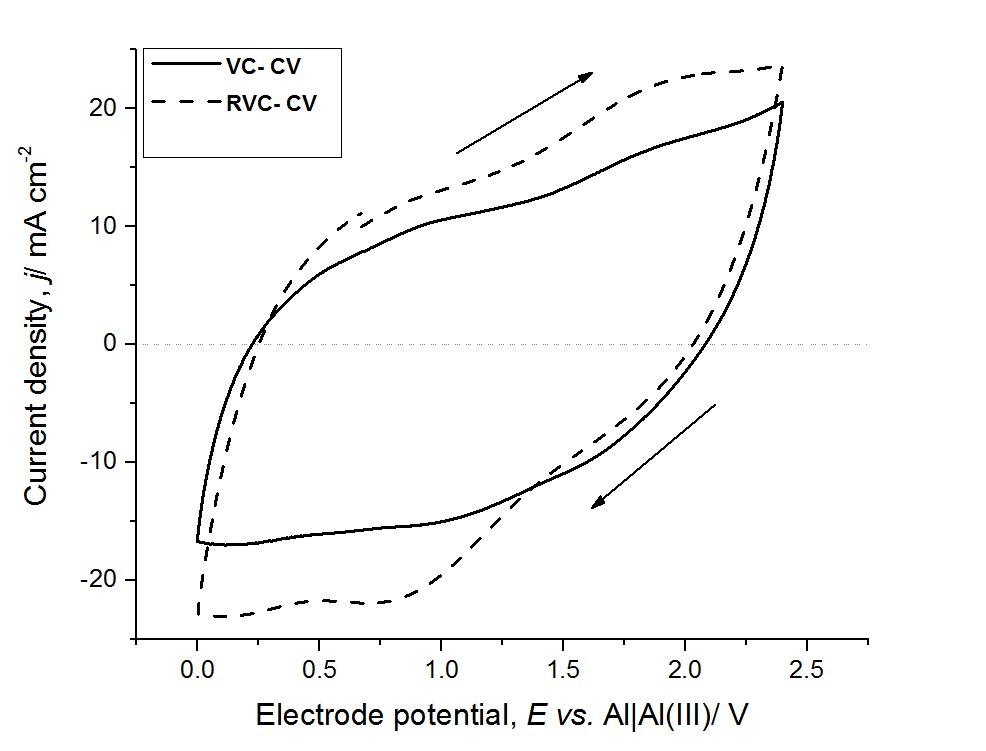 VC- CV
RVC- CV
20
10
0
-10
-20
0.0 0.5 1.0 1.5 2.0 2.5
Current density, j/ mA cm-2
Electrode potential, E vs. Al||Al(III)/ V